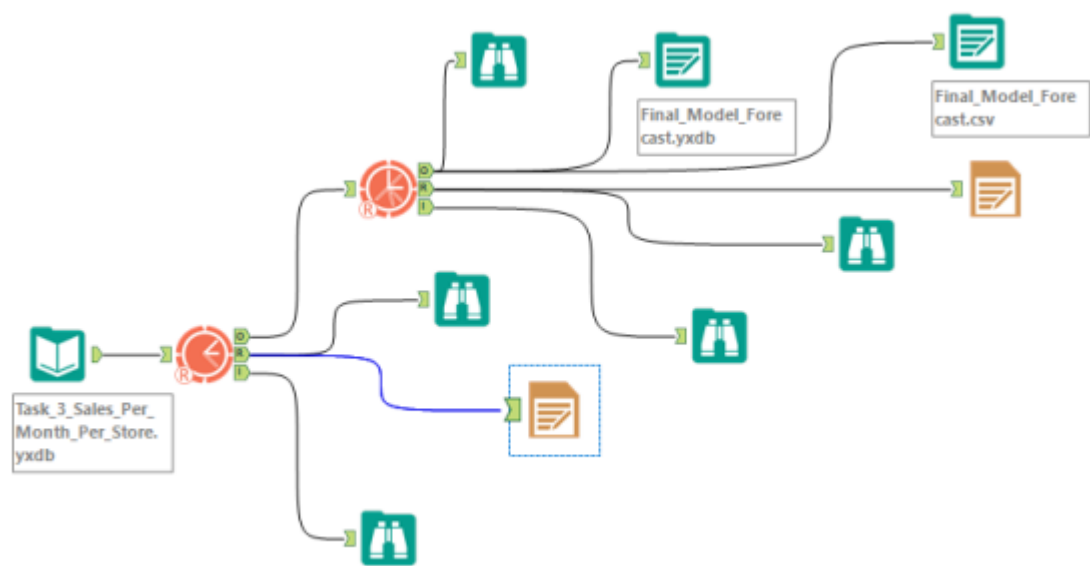 Final_Model_Fore
cast.yxdb
Final_Model_Fore
cast.csv
O
R
I
R
O
R
I
R
Task_3_Sales_Per_
Month_Per_Store.
yxdb